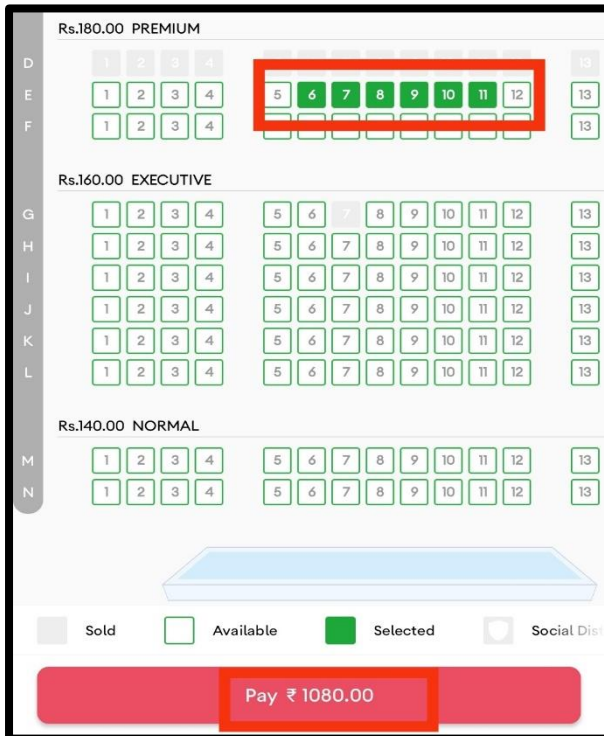 Rs.180.00 PREMIUM
D 1 2 3 4 13
E 1 2 3 4 5 6 7 8 9 10 11 12 13
F 1 2 3 4 13
Rs.160.00 EXECUTIVE
G 1 2 3 4 5 6 7 8 9 10 11 12 13
H 1 2 3 4 5 6 7 8 9 10 11 12 13
I 1 2 3 4 5 6 7 8 9 10 11 12 13
J 1 2 3 4 5 6 7 8 9 10 11 12 13
K 1 2 3 4 5 6 7 8 9 10 11 12 13
L 1 2 3 4 5 6 7 8 9 10 11 12 13
Rs.140.00 NORMAL
M 1 2 3 4 5 6 7 8 9 10 11 12 13
N 1 2 3 4 5 6 7 8 9 10 11 12 13
Sold Available Selected Social Dis
Pay ₹ 1080.00